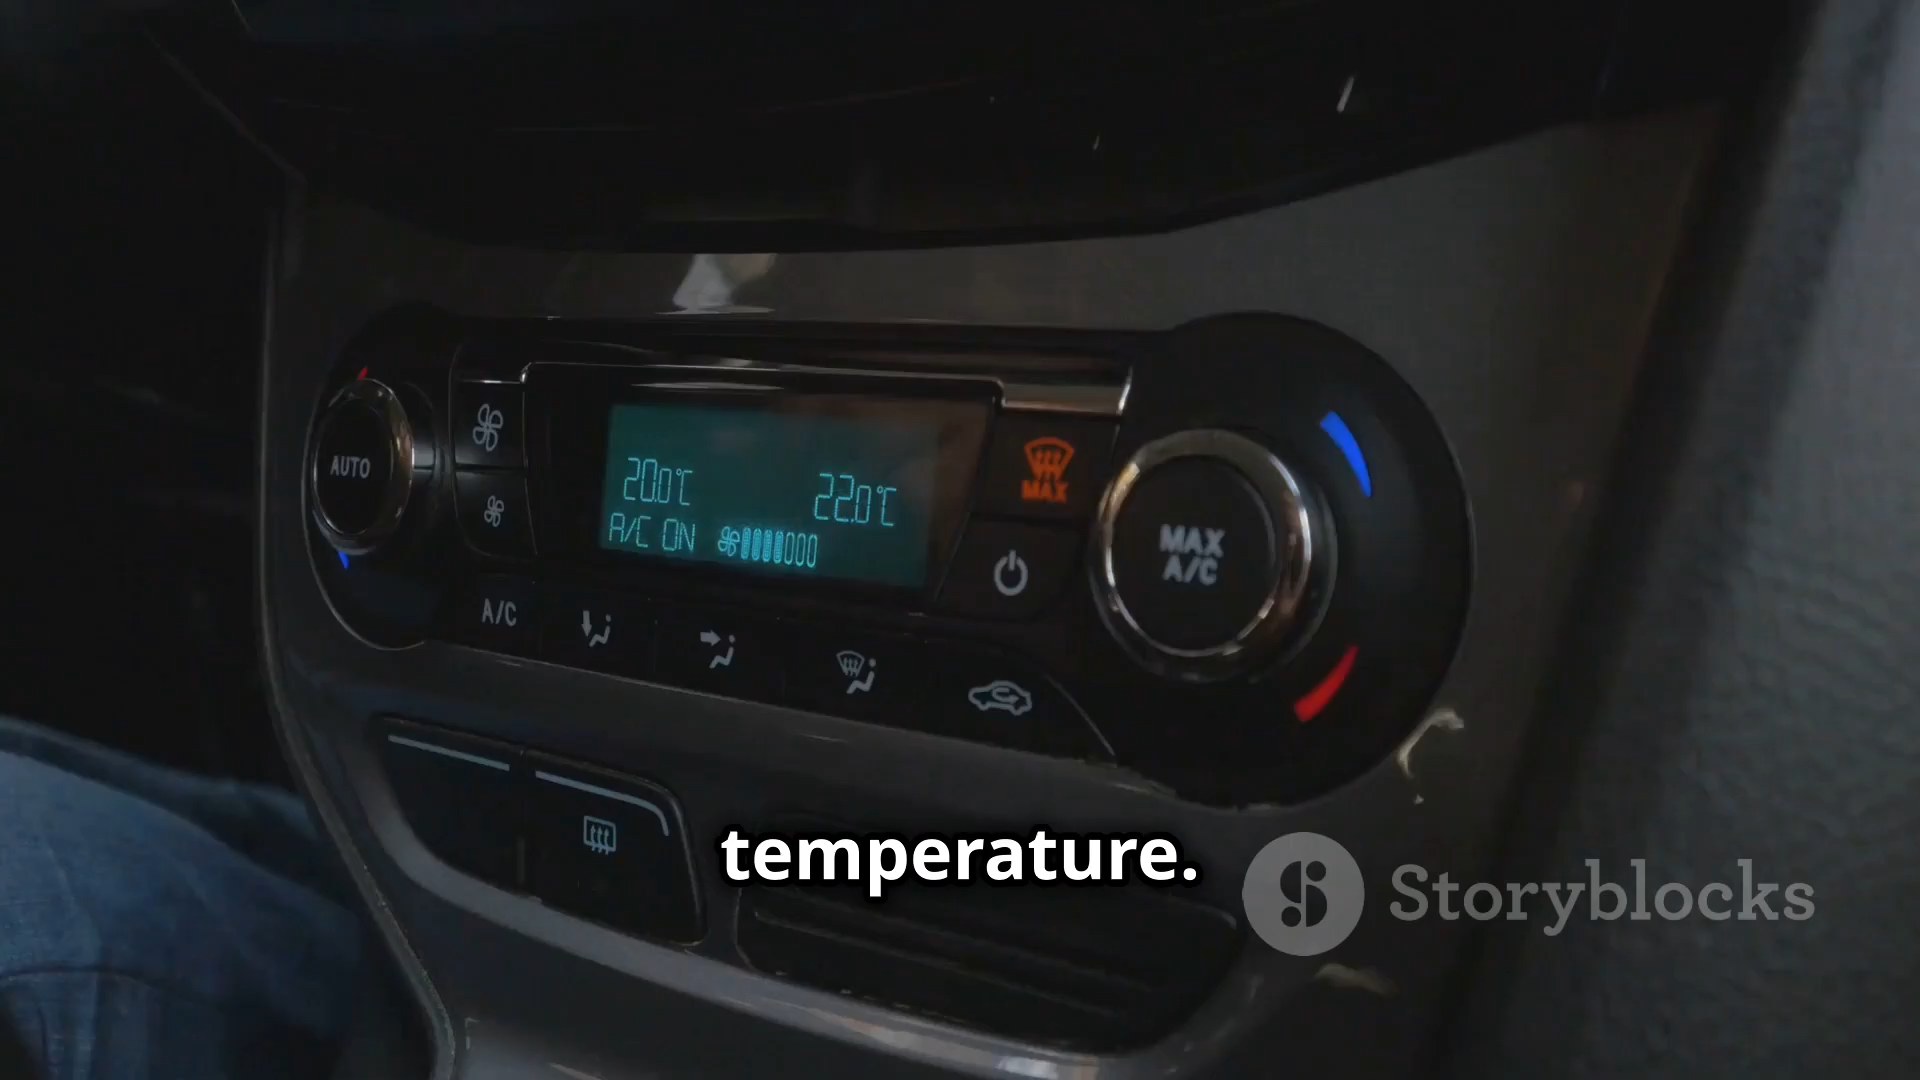 AUTO
20.0°C
22.0°C
A/C ON
MAX
MAX
A/C
A/C
temperature.
Storyblocks